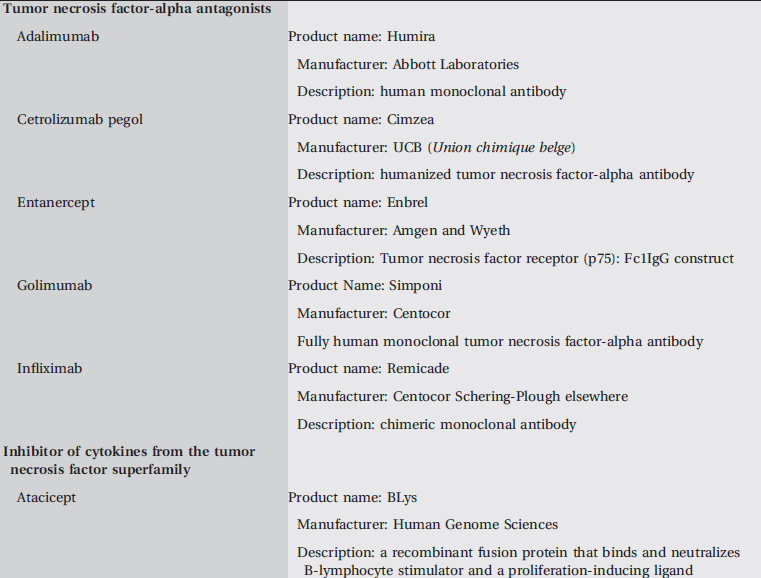 Tumor necrosis factor-alpha antagonists
Adalimumab
Product name: Humira
Manufacturer: Abbott Laboratories
Description: human monoclonal antibody
Cetrolizumab pegol
Product name: Cimzea
Manufacturer: UCB (Union chimique belge)
Description: humanized tumor necrosis factor-alpha antibody
Entanercept
Product name: Enbrel
Manufacturer: Amgen and Wyeth
Description: Tumor necrosis factor receptor (p75): Fc1IgG construct
Golimumab
Product Name: Simponi
Manufacturer: Centocor
Fully human monoclonal tumor necrosis factor-alpha antibody
Infliximab
Product name: Remicade
Manufacturer: Centocor Schering-Plough elsewhere
Description: chimeric monoclonal antibody
Inhibitor of cytokines from the tumor
necrosis factor superfamily
Atacicept
Product name: BLys
Manufacturer: Human Genome Sciences
Description: a recombinant fusion protein that binds and neutralizes
B-lymphocyte stimulator and a proliferation-inducing ligand